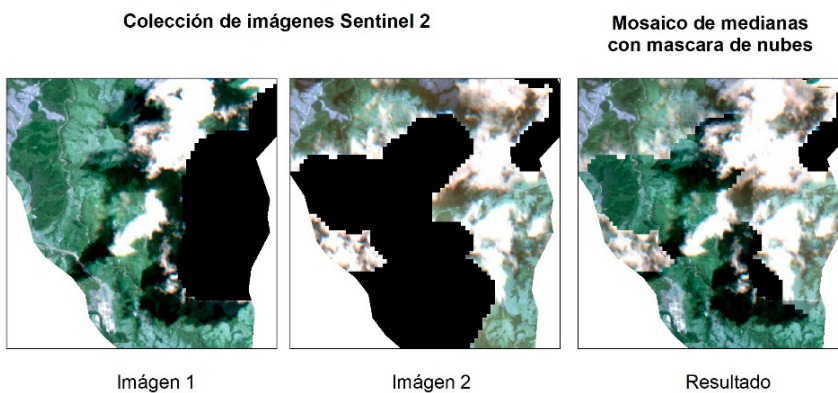 Colección de imágenes Sentinel 2
Mosaico de medianas
con mascara de nubes
Imágen 1
Imágen 2
Resultado